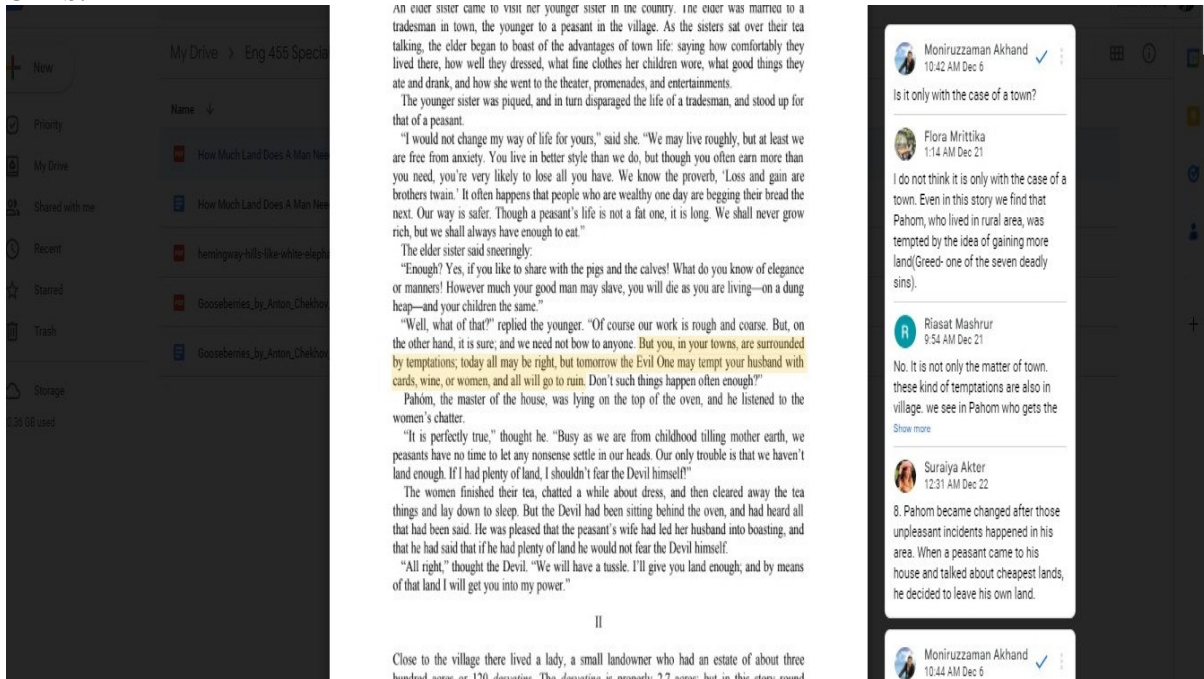 My Drive > Eng 455 Specia
New
Name ↓
Priority
My Drive
Shared with me
Recent
Starred
Trash
Storage
GB used
How Much Land Does A Man Nee
How Much Land Does A Man Nee
hemingway-hills-like-white-elepha
Gooseberries_by_Anton_Chekhov
Gooseberries_by_Anton_Chekhov
An elder sister came to visit her younger sister in the country. The elder was married to a
tradesman in town, the younger to a peasant in the village. As the sisters sat over their tea
talking, the elder began to boast of the advantages of town life: saying how comfortably they
lived there, how well they dressed, what fine clothes her children wore, what good things they
ate and drank, and how she went to the theater, promenades, and entertainments.
The younger sister was piqued, and in turn disparaged the life of a tradesman, and stood up for
that of a peasant.
“I would not change my way of life for yours,” said she. “We may live roughly, but at least we
are free from anxiety. You live in better style than we do, but though you often earn more than
you need, you’re very likely to lose all you have. We know the proverb, ‘Loss and gain are
brothers twain.’ It often happens that people who are wealthy one day are begging their bread the
next. Our way is safer. Though a peasant’s life is not a fat one, it is long. We shall never grow
rich, but we shall always have enough to eat.”
The elder sister said sneeringly:
“Enough? Yes, if you like to share with the pigs and the calves! What do you know of elegance
or manners! However much your good man may slave, you will die as you are living—on a dung
heap—and your children the same.”
“Well, what of that?” replied the younger. “Of course our work is rough and coarse. But, on
the other hand, it is sure; and we need not bow to anyone. But you, in your towns, are surrounded
by temptations; today all may be right, but tomorrow the Evil One may tempt your husband with
cards, wine, or women, and all will go to ruin. Don’t such things happen often enough?”
Pahóm, the master of the house, was lying on the top of the oven, and he listened to the
women’s chatter.
“It is perfectly true,” thought he. “Busy as we are from childhood tilling mother earth, we
peasants have no time to let any nonsense settle in our heads. Our only trouble is that we haven’t
land enough. If I had plenty of land, I shouldn’t fear the Devil himself!”
The women finished their tea, chatted a while about dress, and then cleared away the tea
things and lay down to sleep. But the Devil had been sitting behind the oven, and had heard all
that had been said. He was pleased that the peasant’s wife had led her husband into boasting, and
that he had said that if he had plenty of land he would not fear the Devil himself.
“All right,” thought the Devil. “We will have a tussle. I’ll give you land enough; and by means
of that land I will get you into my power.”
II
Close to the village there lived a lady, a small landowner who had an estate of about three
hundred acres or 120 desyatins. The desyatina is properly 2.7 acres; but in this story round
Moniruzzaman Akhand
10:42 AM Dec 6
Is it only with the case of a town?
Flora Mrittika
1:14 AM Dec 21
I do not think it is only with the case of a
town. Even in this story we find that
Pahom, who lived in rural area, was
tempted by the idea of gaining more
land(Greed- one of the seven deadly
sins).
R
Riasat Mashrur
9:54 AM Dec 21
No. It is not only the matter of town.
these kind of temptations are also in
village. we see in Pahom who gets the
Show more
Suraiya Akter
12:31 AM Dec 22
8. Pahom became changed after those
unpleasant incidents happened in his
area. When a peasant came to his
house and talked about cheapest lands,
he decided to leave his own land.
Moniruzzaman Akhand
10:44 AM Dec 6